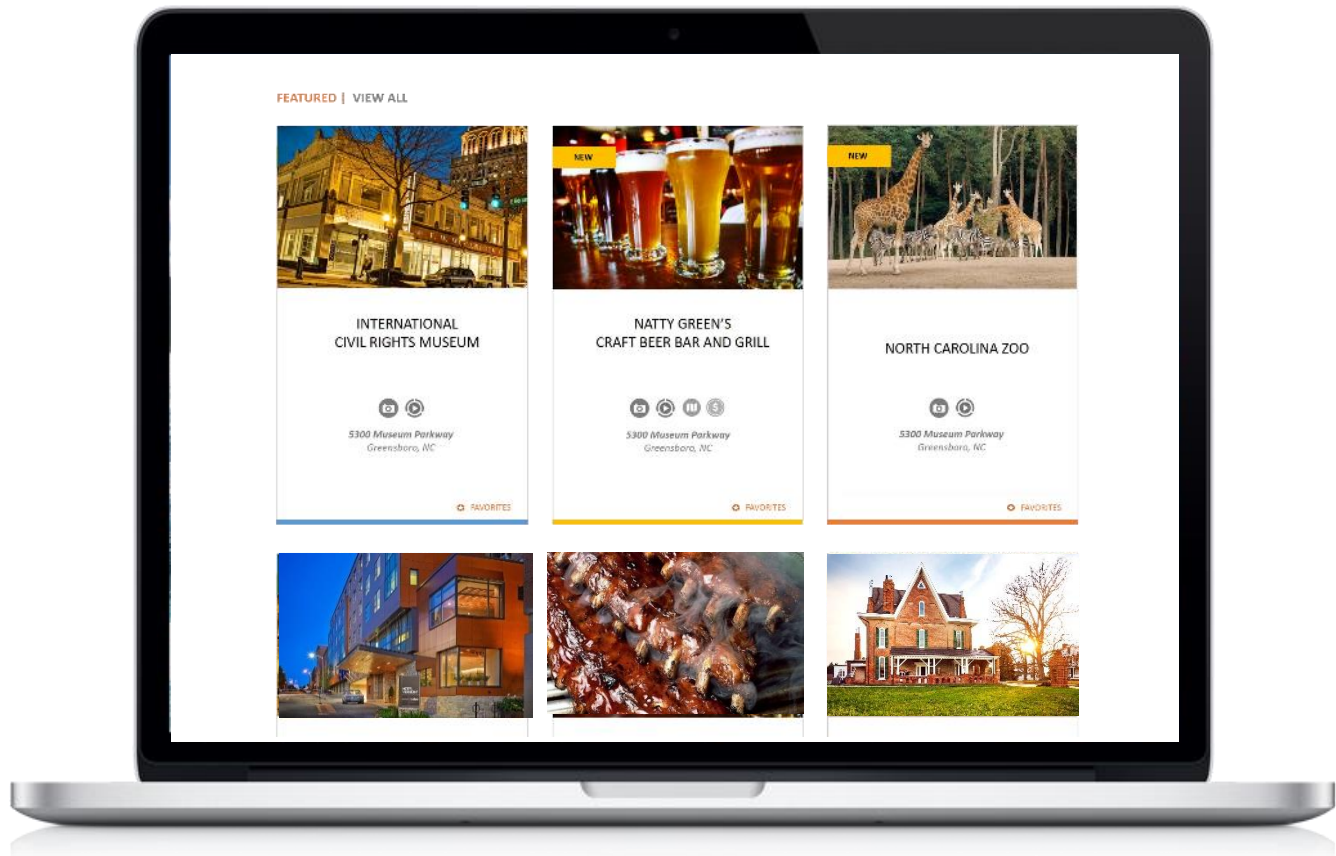 FEATURED | VIEW ALL
NEW
NEW
INTERNATIONAL
CIVIL RIGHTS MUSEUM
5300 Museum Parkway
Greensboro, NC
FAVORITES
NATTY GREEN'S
CRAFT BEER BAR AND GRILL
5300 Museum Parkway
Greensboro, NC
FAVORITES
NORTH CAROLINA ZOO
5300 Museum Parkway
Greensboro, NC
FAVORITES